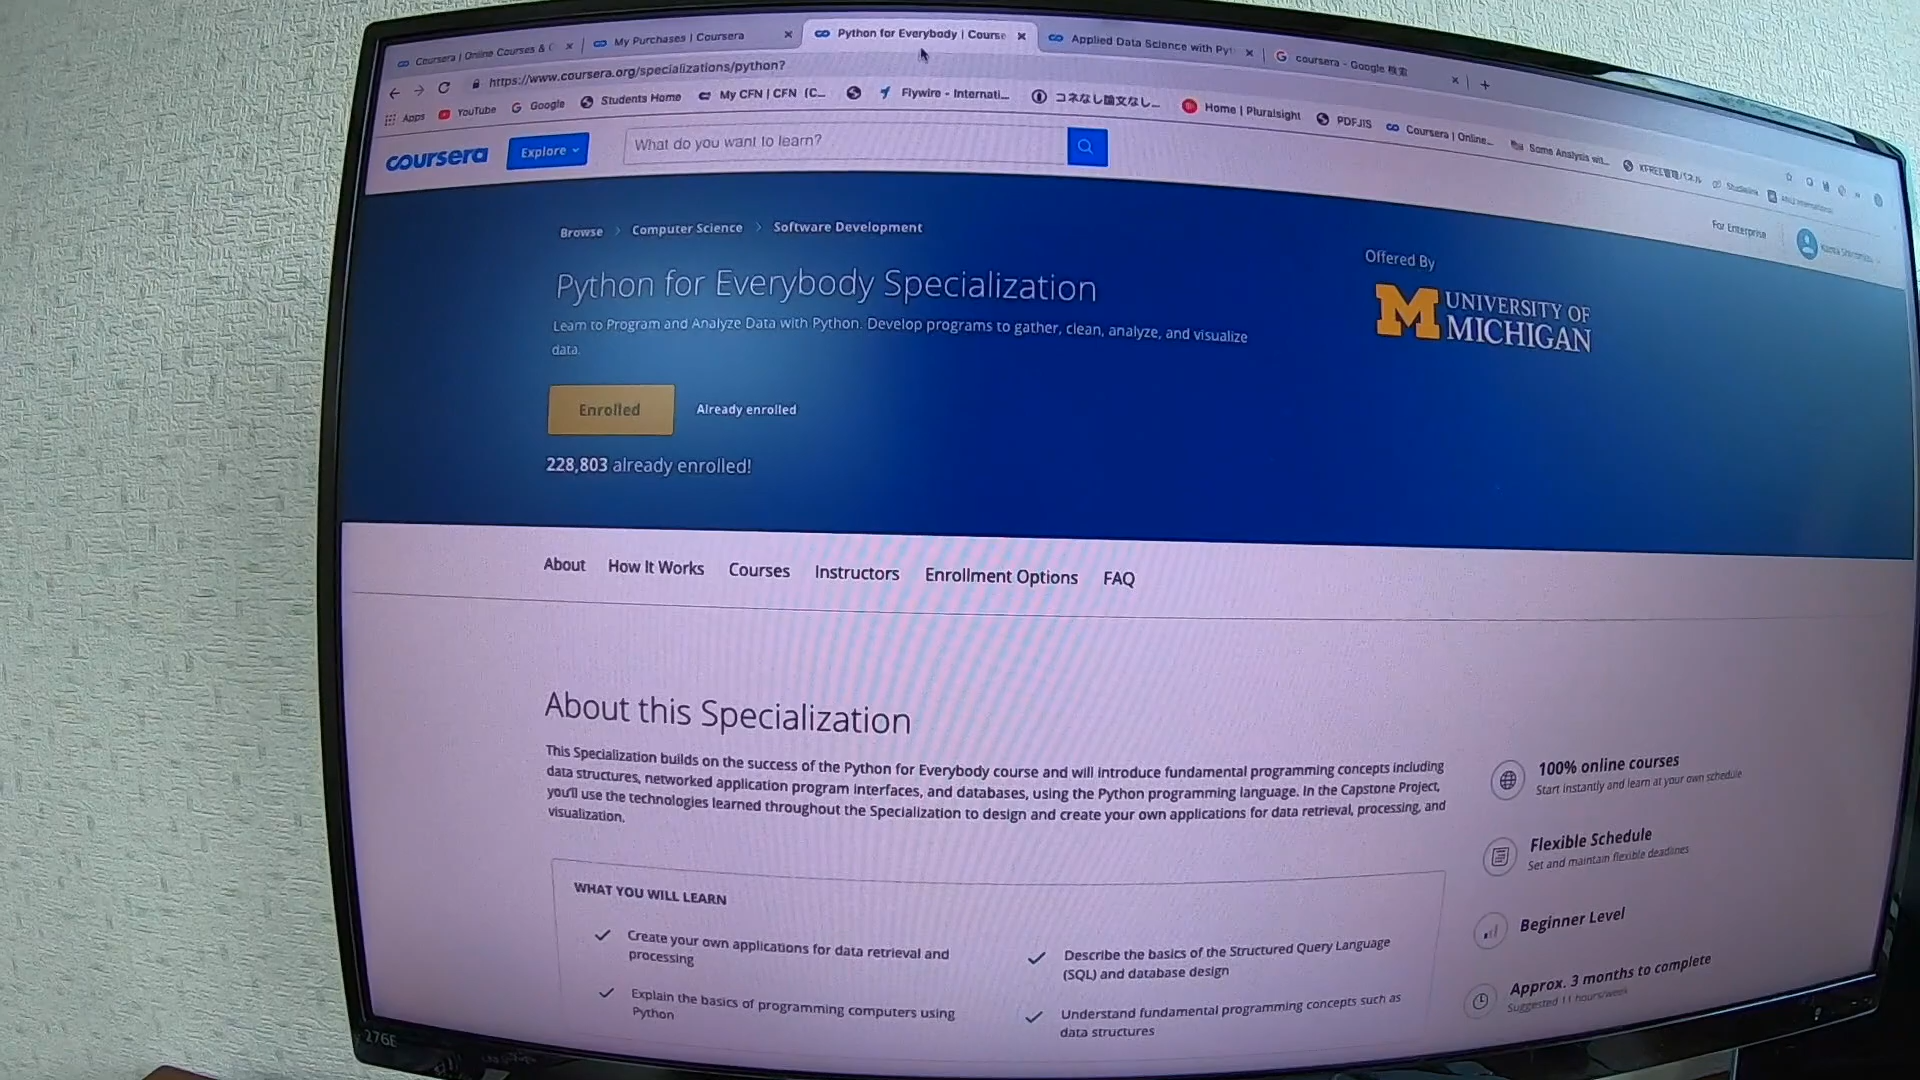 Coursera | Online Courses & C
My Purchases | Coursera
Python for Everybody | Course
Applied Data Science with Pyt
coursera - Google 検索
https://www.coursera.org/specializations/python?
Apps
YouTube
Google
Students Home
My CFN | CFN (C...
Flywire - Internati...
コネなし論文なし...
Home | Pluralsight
PDFJIS
Coursera | Online...
Some Analysis wit...
XFREE管理パネル
coursera
Explore
What do you want to learn?
For Enterprise
Browse > Computer Science > Software Development
Python for Everybody Specialization
Learn to Program and Analyze Data with Python. Develop programs to gather, clean, analyze, and visualize
data.
Offered By
M UNIVERSITY OF
MICHIGAN
Enrolled
Already enrolled
228,803 already enrolled!
About
How It Works
Courses
Instructors
Enrollment Options
FAQ
About this Specialization
This Specialization builds on the success of the Python for Everybody course and will introduce fundamental programming concepts including
data structures, networked application program interfaces, and databases, using the Python programming language. In the Capstone Project,
you'll use the technologies learned throughout the Specialization to design and create your own applications for data retrieval, processing, and
visualization.
100% online courses
Start instantly and learn at your own schedule
Flexible Schedule
Set and maintain flexible deadlines
Beginner Level
Approx. 3 months to complete
Suggested 11 hours/week
WHAT YOU WILL LEARN
Create your own applications for data retrieval and
processing
Describe the basics of the Structured Query Language
(SQL) and database design
Explain the basics of programming computers using
Python
Understand fundamental programming concepts such as
data structures
276E